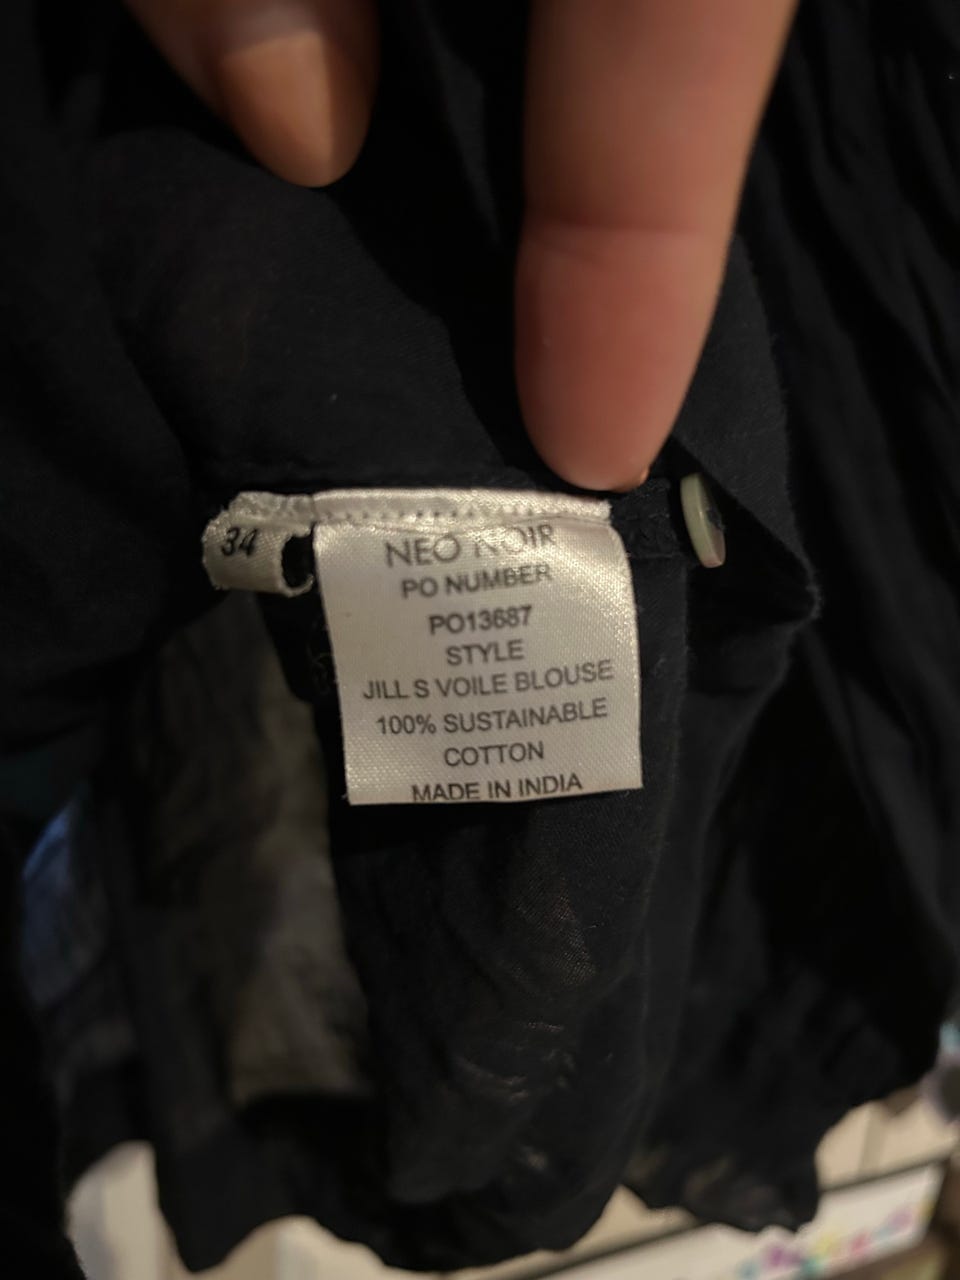 34
NEO NOIR
PO NUMBER
PO13687
STYLE
JILL S VOILE BLOUSE
100% SUSTAINABLE
COTTON
MADE IN INDIA